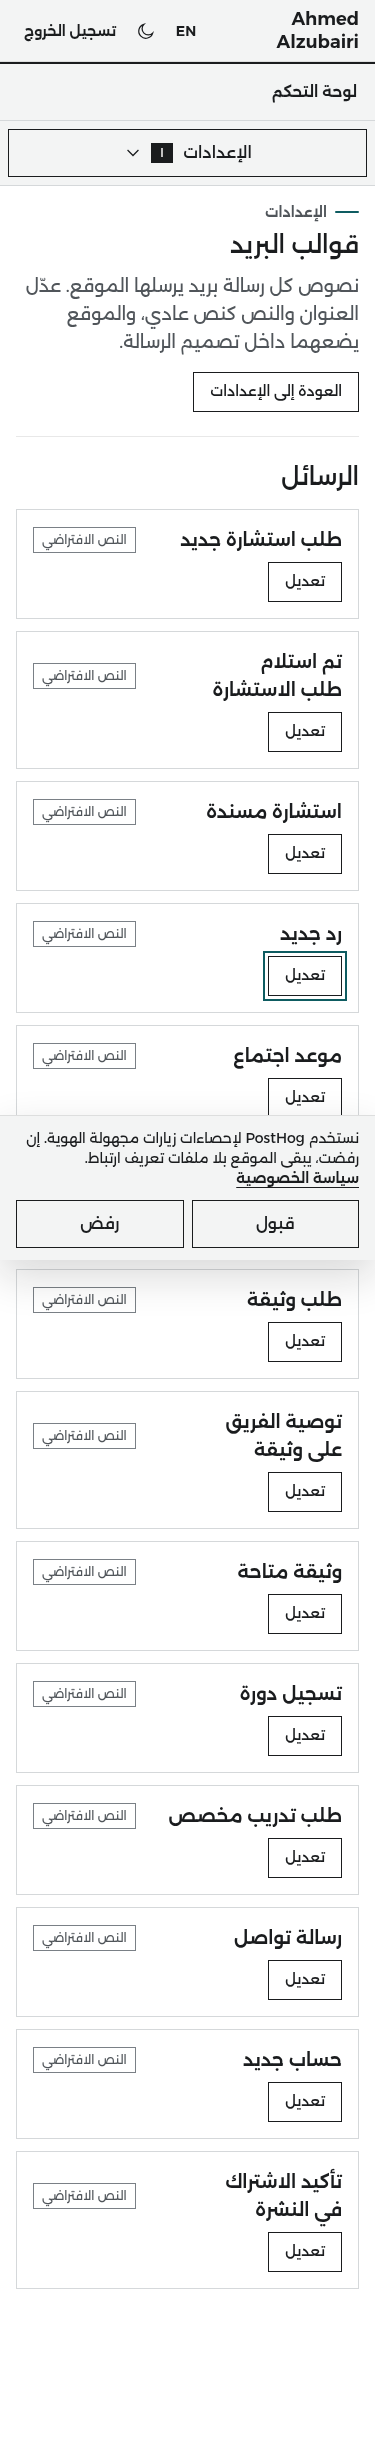 Ahmed
Alzubairi
EN
تسجيل الخروج
لوحة التحكم
الإعدادات
الإعدادات
قوالب البريد
نصوص كل رسالة بريد يرسلها الموقع. عدّل
العنوان والنص كنص عادي، والموقع
يضعهما داخل تصميم الرسالة.
العودة إلى الإعدادات
الرسائل
طلب استشارة جديد
النص الافتراضي
تعديل
تم استلام
طلب الاستشارة
النص الافتراضي
تعديل
استشارة مسندة
النص الافتراضي
تعديل
رد جديد
النص الافتراضي
تعديل
موعد اجتماع
النص الافتراضي
تعديل
نستخدم PostHog لإحصاءات زيارات مجهولة الهوية. إن
رفضت، يبقى الموقع بلا ملفات تعريف ارتباط.
سياسة الخصوصية
قبول
رفض
طلب وثيقة
النص الافتراضي
تعديل
توصية الفريق
على وثيقة
النص الافتراضي
تعديل
وثيقة متاحة
النص الافتراضي
تعديل
تسجيل دورة
النص الافتراضي
تعديل
طلب تدريب مخصص
النص الافتراضي
تعديل
رسالة تواصل
النص الافتراضي
تعديل
حساب جديد
النص الافتراضي
تعديل
تأكيد الاشتراك
في النشرة
النص الافتراضي
تعديل